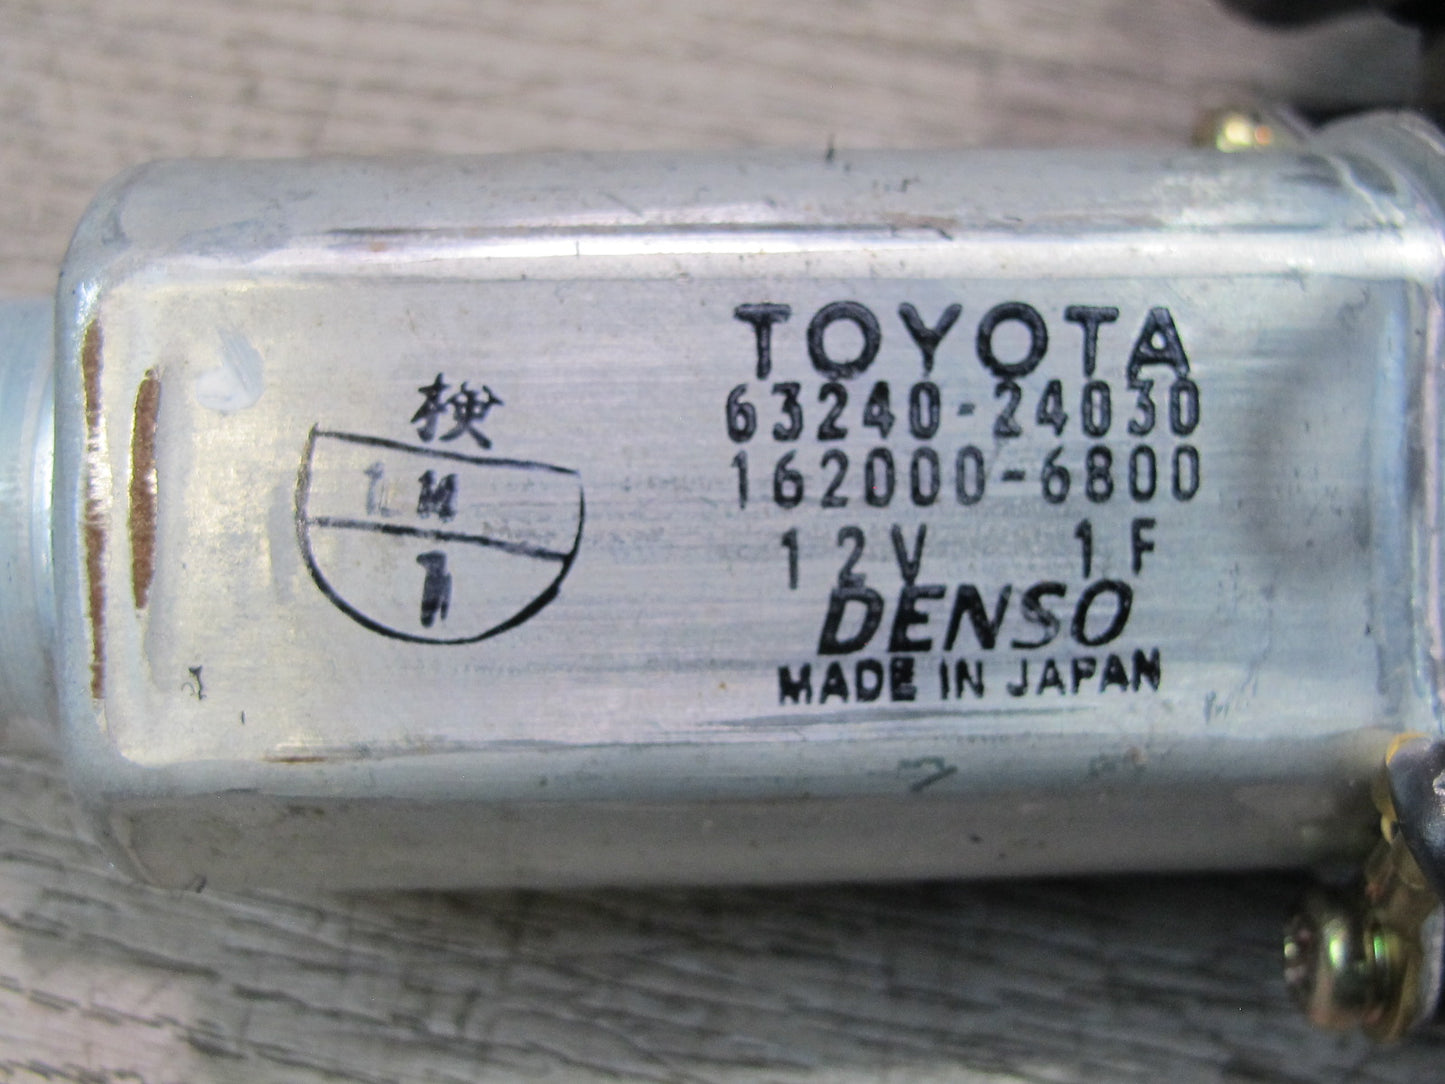 検
TOYOTA
63240-24030
162000-6800
12V 1F
DENSO
MADE IN JAPAN